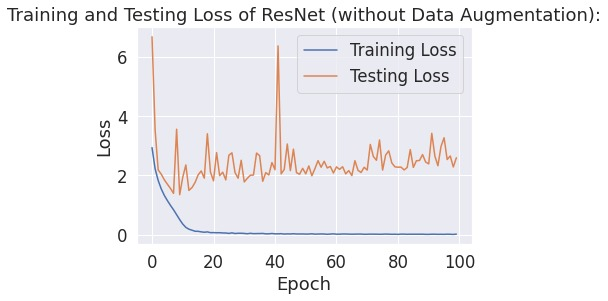 Training and Testing Loss of ResNet (without Data Augmentation):
Training Loss
Testing Loss
Loss
6
4
2
0
0 20 40 60 80 100
Epoch